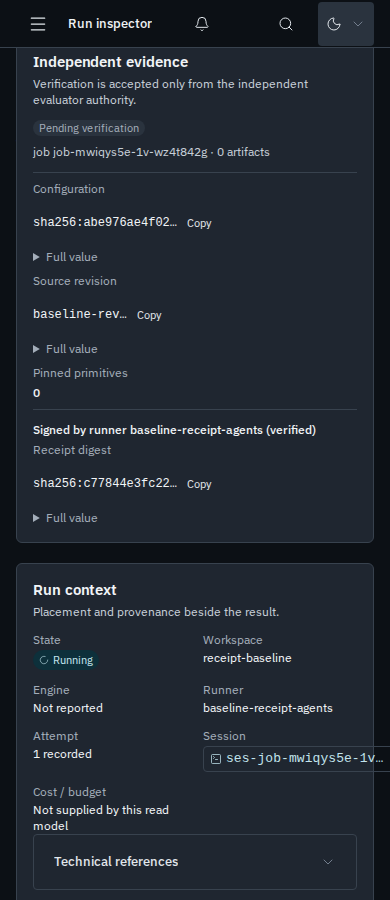 Run inspector
Independent evidence
Verification is accepted only from the independent
evaluator authority.
Pending verification
job job-mwiqys5e-1v-wz4t842g · 0 artifacts
Configuration
sha256:abe976ae4f02… Copy
Full value
Source revision
baseline-rev… Copy
Full value
Pinned primitives
0
Signed by runner baseline-receipt-agents (verified)
Receipt digest
sha256:c77844e3fc22… Copy
Full value
Run context
Placement and provenance beside the result.
State
Running
Workspace
receipt-baseline
Engine
Not reported
Runner
baseline-receipt-agents
Attempt
1 recorded
Session
ses-job-mwiqys5e-1v…
Cost / budget
Not supplied by this read
model
Technical references